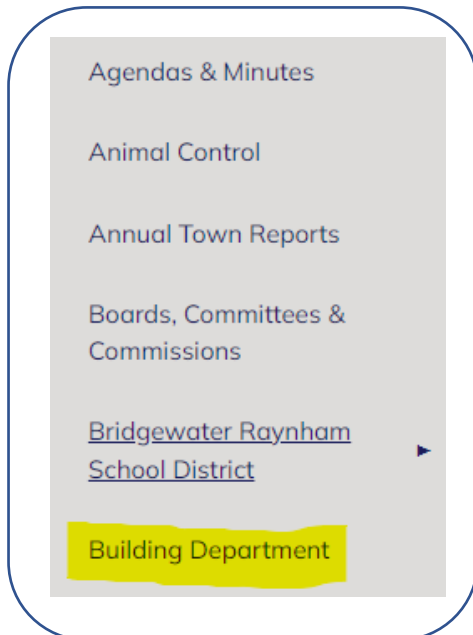 Agendas & Minutes
Animal Control
Annual Town Reports
Boards, Committees &
Commissions
Bridgewater Raynham
School District
Building Department